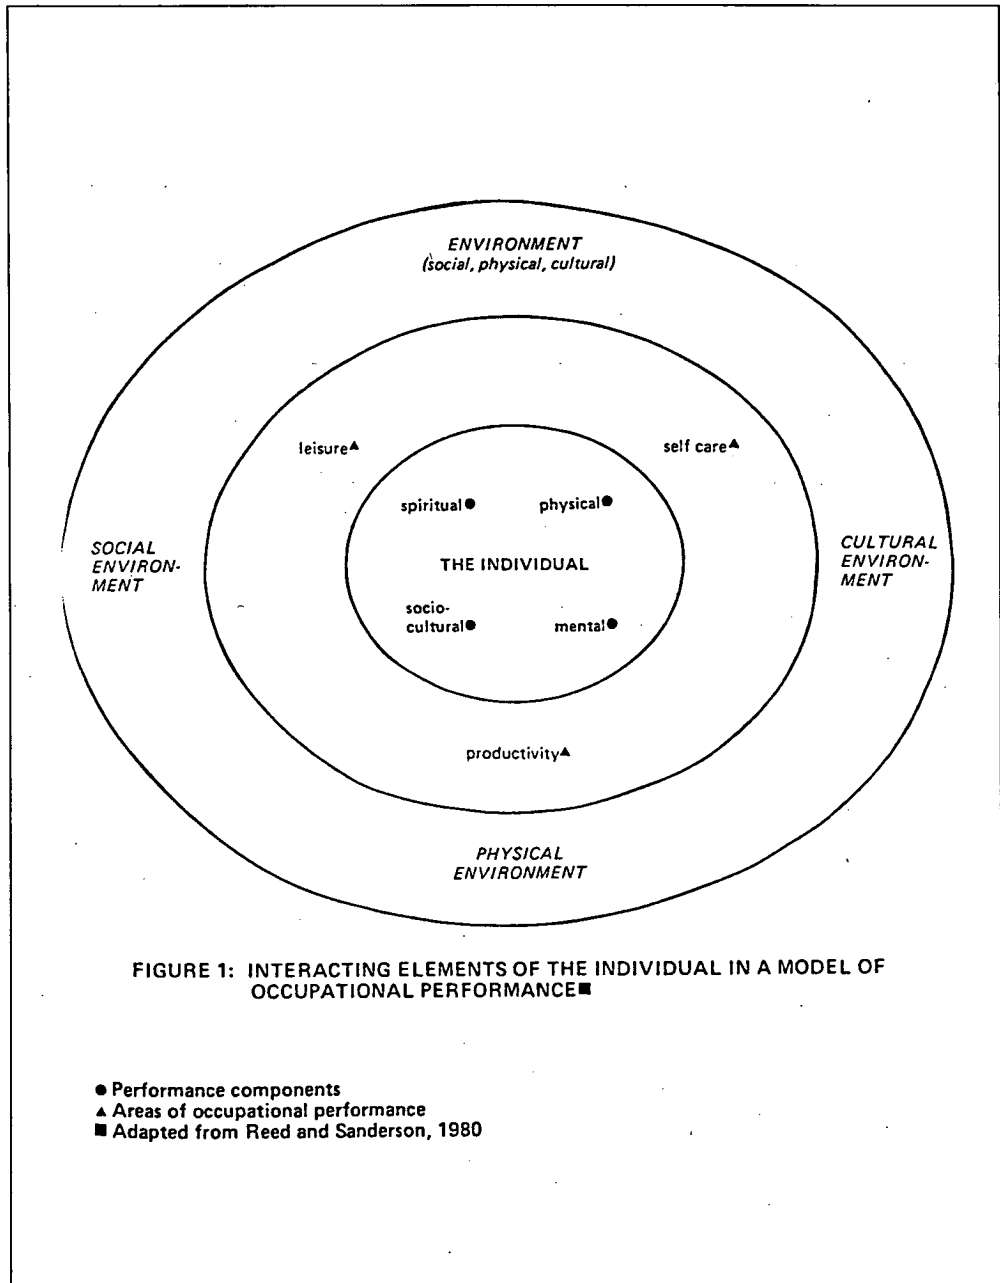 ENVIRONMENT
(social, physical, cultural)
leisure▲
self care▲
spiritual●
physical●
SOCIAL
ENVIRON-
MENT
THE INDIVIDUAL
CULTURAL
ENVIRON-
MENT
socio-
cultural●
mental●
productivity▲
PHYSICAL
ENVIRONMENT
FIGURE 1: INTERACTING ELEMENTS OF THE INDIVIDUAL IN A MODEL OF
OCCUPATIONAL PERFORMANCE■
● Performance components
▲ Areas of occupational performance
■ Adapted from Reed and Sanderson, 1980